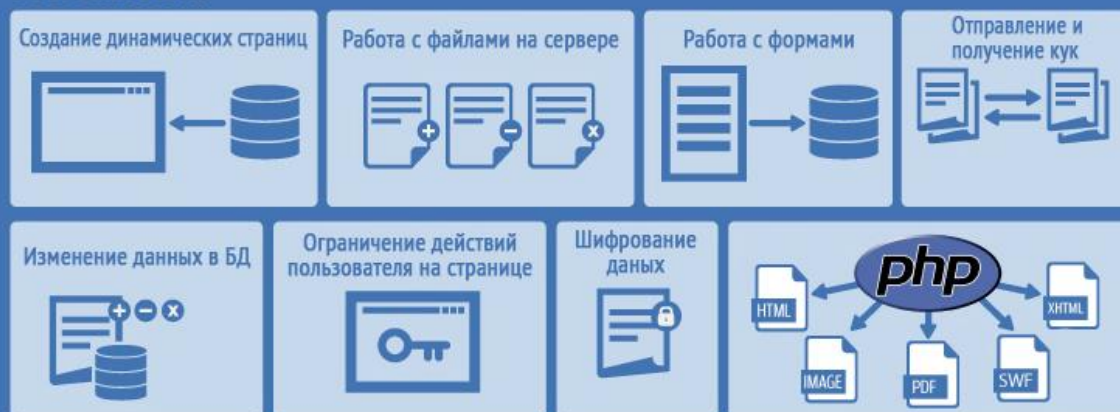 Создание динамических страниц
Работа с файлами на сервере
Работа с формами
Отправление и
получение кук
Изменение данных в БД
Ограничение действий
пользователя на странице
Шифрование
даных
php
HTML
XHTML
IMAGE
PDF
SWF